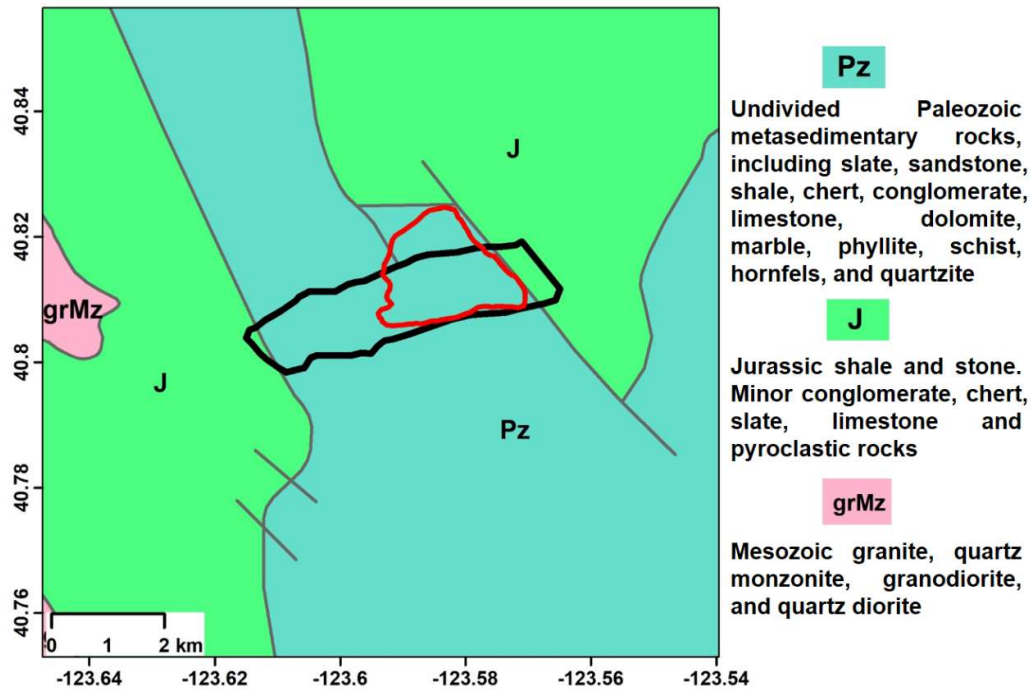 40.84
40.82
40.8
40.78
40.76
J
grMz
J
Pz
0 1 2 km
-123.64 -123.62 -123.6 -123.58 -123.56 -123.54
Pz
Undivided Paleozoic
metasedimentary rocks,
including slate, sandstone,
shale, chert, conglomerate,
limestone, dolomite,
marble, phyllite, schist,
hornfels, and quartzite
J
Jurassic shale and stone.
Minor conglomerate, chert,
slate, limestone and
pyroclastic rocks
grMz
Mesozoic granite, quartz
monzonite, granodiorite,
and quartz diorite